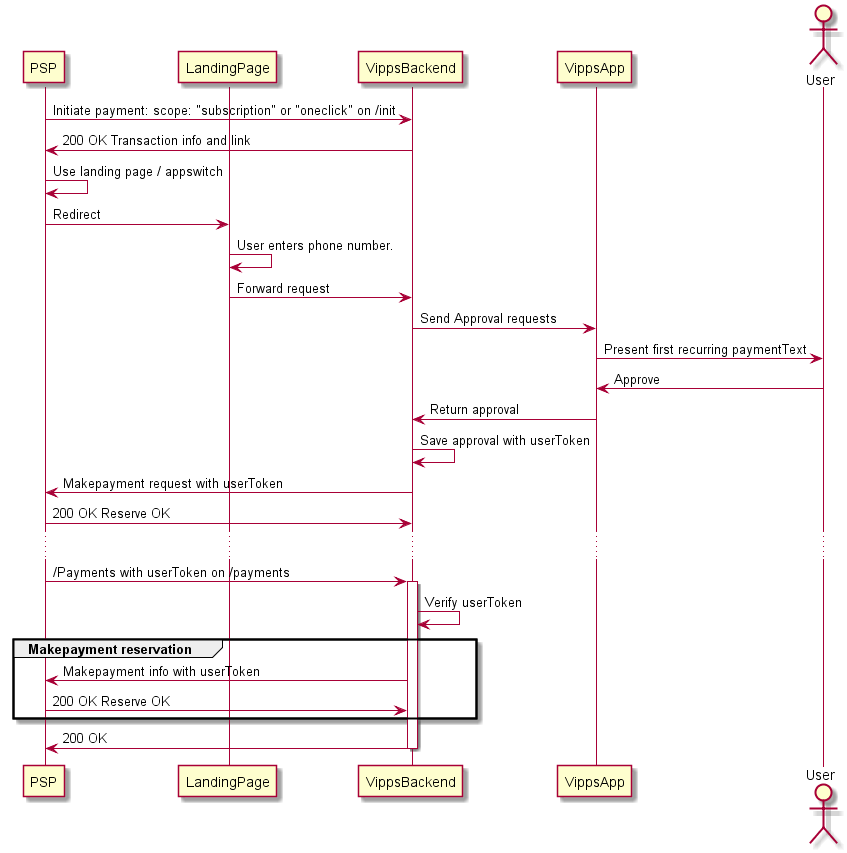 User
PSP
LandingPage
VippsBackend
VippsApp
Initiate payment: scope: "subscription" or "oneclick" on /init
200 OK Transaction info and link
Use landing page / appswitch
Redirect
User enters phone number.
Forward request
Send Approval requests
Present first recurring paymentText
Approve
Return approval
Save approval with userToken
Makepayment request with userToken
200 OK Reserve OK
/Payments with userToken on /payments
Verify userToken
Makepayment reservation
Makepayment info with userToken
200 OK Reserve OK
200 OK
PSP
LandingPage
VippsBackend
VippsApp
User